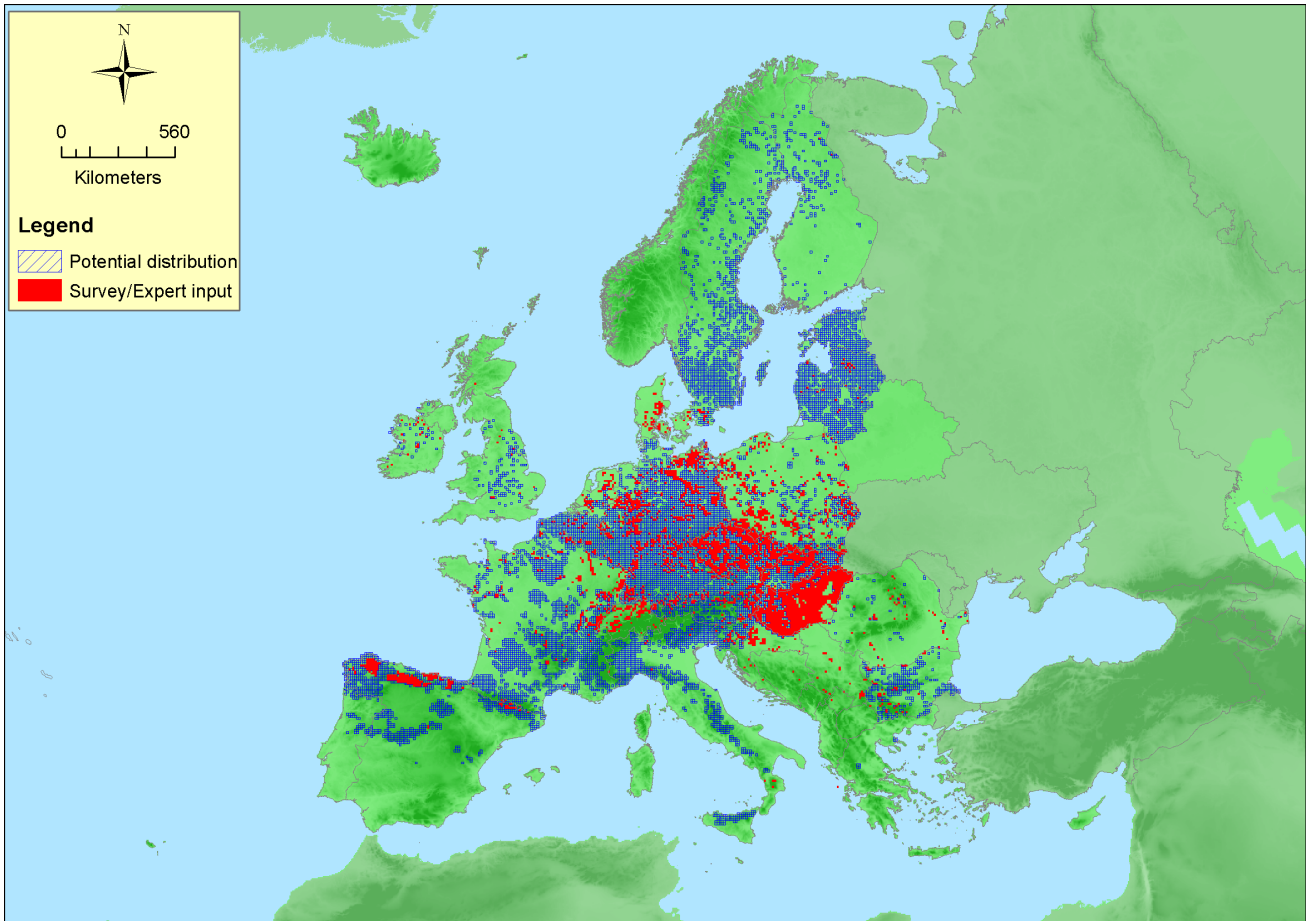 N
0 560
Kilometers
Legend
Potential distribution
Survey/Expert input